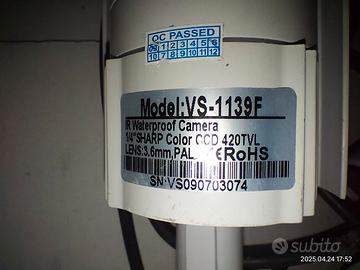 QC PASSED
1 2 3 4 5 6
7 8 9 10 11 12
Model:VS-1139F
IR Waterproof Camera
1/4"SHARP Color CCD 420TVL
LENS:3.6mm,PAL CE RoHS
SN:VS090703074
subito
2025.04.24 17:52